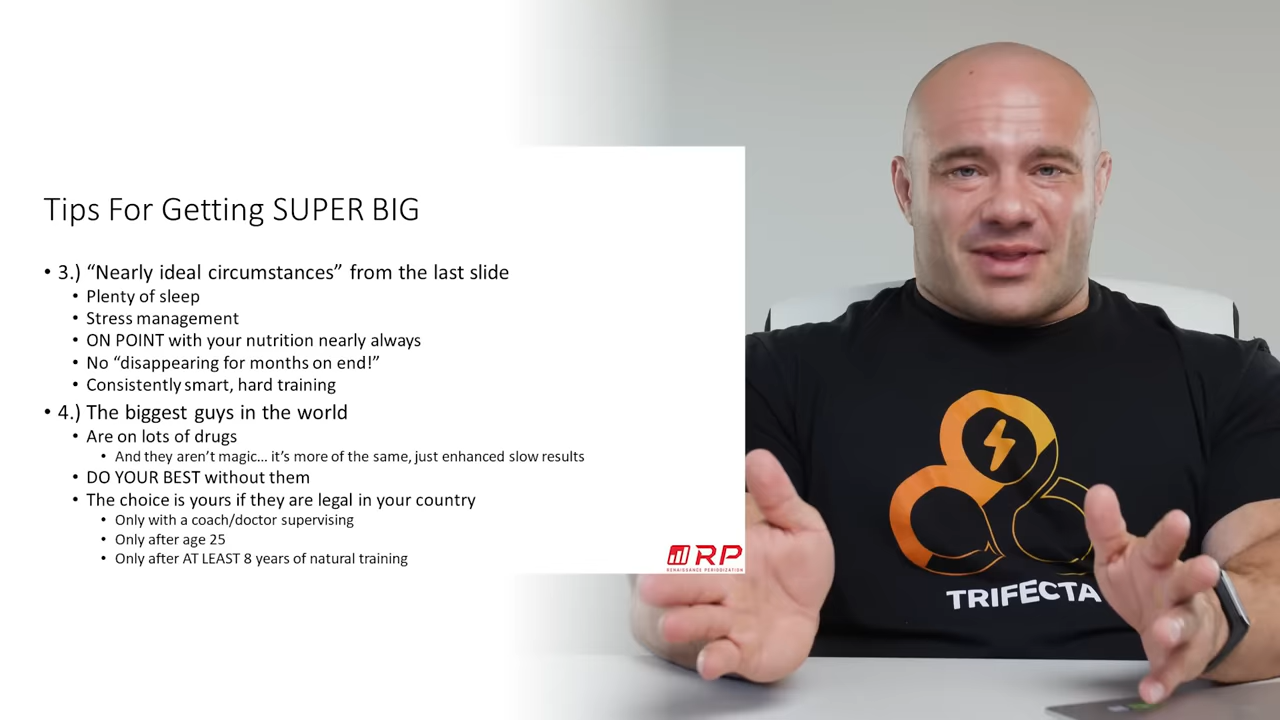 Tips For Getting SUPER BIG
• 3.) “Nearly ideal circumstances” from the last slide
• Plenty of sleep
• Stress management
• ON POINT with your nutrition nearly always
• No “disappearing for months on end!”
• Consistently smart, hard training
• 4.) The biggest guys in the world
• Are on lots of drugs
• And they aren’t magic… it’s more of the same, just enhanced slow results
• DO YOUR BEST without them
• The choice is yours if they are legal in your country
• Only with a coach/doctor supervising
• Only after age 25
• Only after AT LEAST 8 years of natural training
RP
RENAISSANCE PERIODIZATION
TRIFECTA